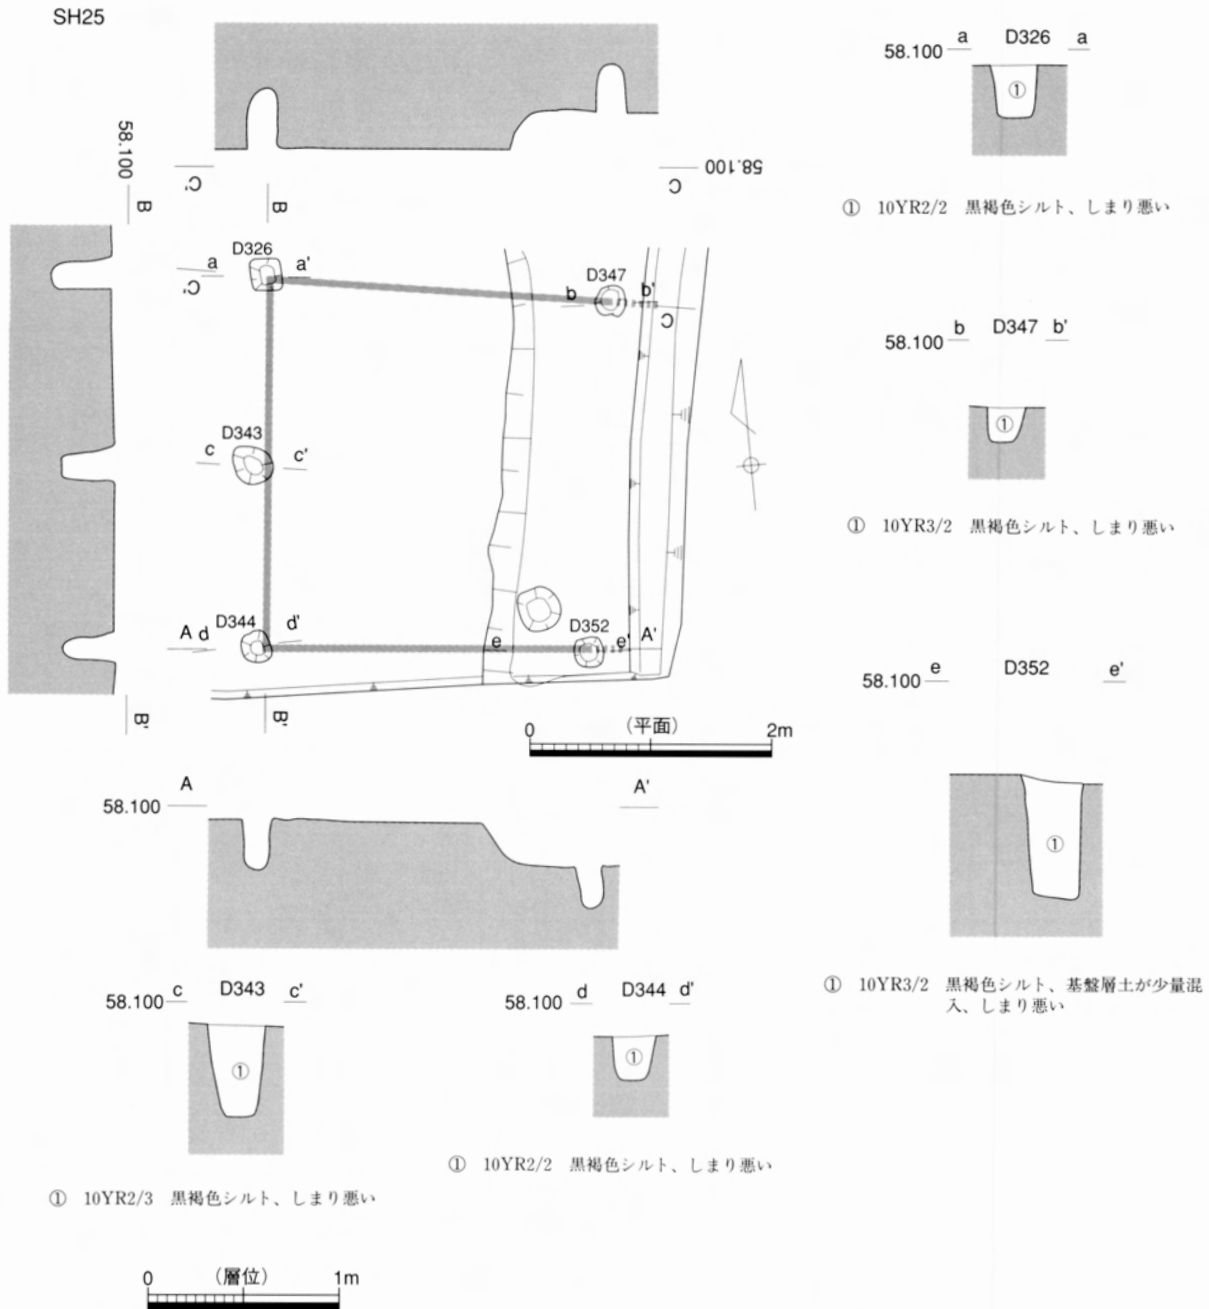 SH25
58.100
B
B
C'
C
58.100
D326
a
a'
C'
D347
b
b'
C
D343
c
c'
D344
A
d
d'
D352
e
e'
A'
B'
B'
0
(平面)
2m
A
A'
58.100
58.100
a
D326
a
①
① 10YR2/2 黒褐色シルト、しまり悪い
58.100
b
D347
b'
①
① 10YR3/2 黒褐色シルト、しまり悪い
58.100
e
D352
e'
①
① 10YR3/2 黒褐色シルト、基盤層土が少量混
入、しまり悪い
58.100
c
D343
c'
①
① 10YR2/3 黒褐色シルト、しまり悪い
58.100
d
D344
d'
①
① 10YR2/2 黒褐色シルト、しまり悪い
0
(層位)
1m